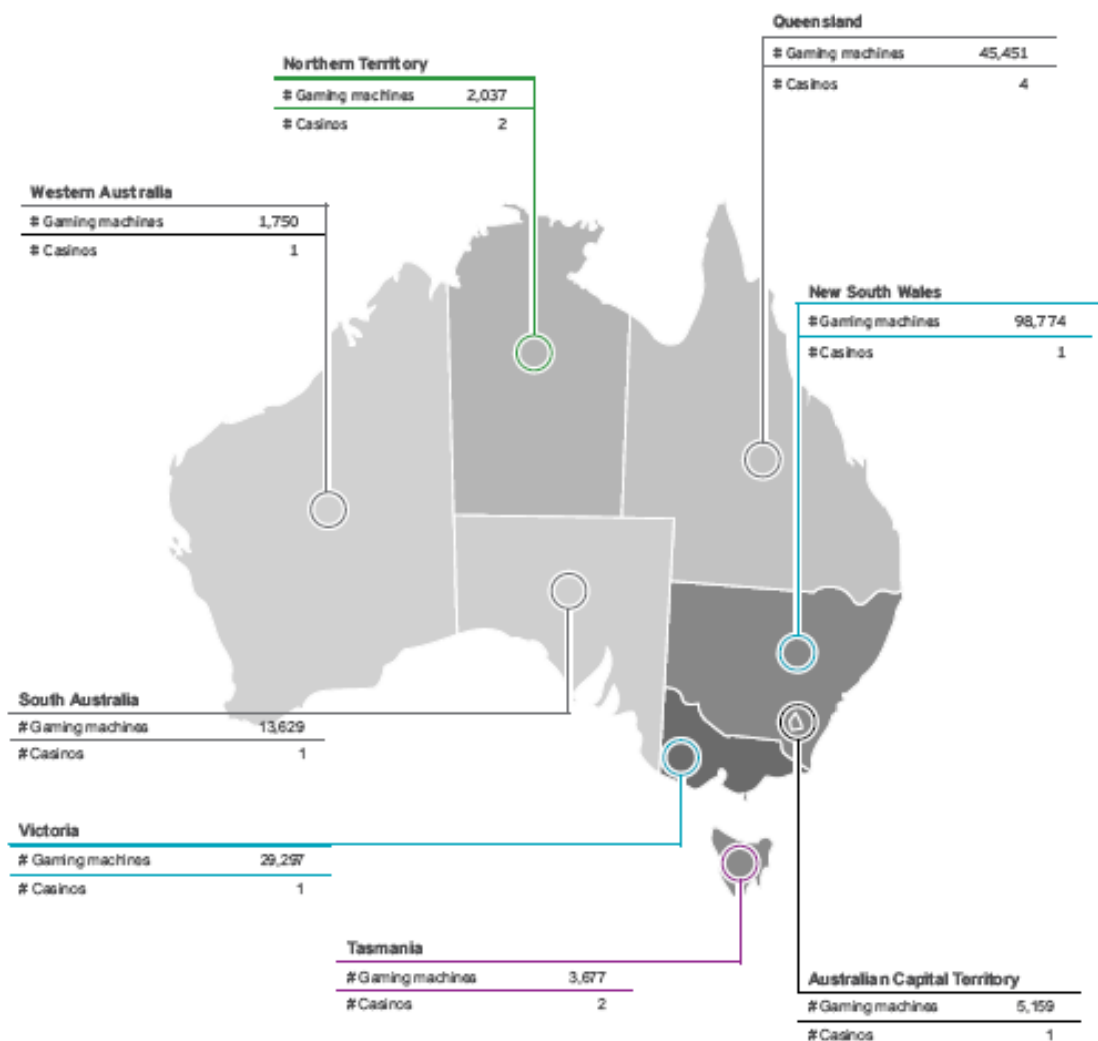 Queensland
# Gaming machines 45,451
# Casinos 4
Northern Territory
# Gaming machines 2,037
# Casinos 2
Western Australia
# Gaming machines 1,750
# Casinos 1
New South Wales
# Gaming machines 98,774
# Casinos 1
South Australia
# Gaming machines 13,629
# Casinos 1
Victoria
# Gaming machines 29,297
# Casinos 1
Tasmania
# Gaming machines 3,677
# Casinos 2
Australian Capital Territory
# Gaming machines 5,159
# Casinos 1